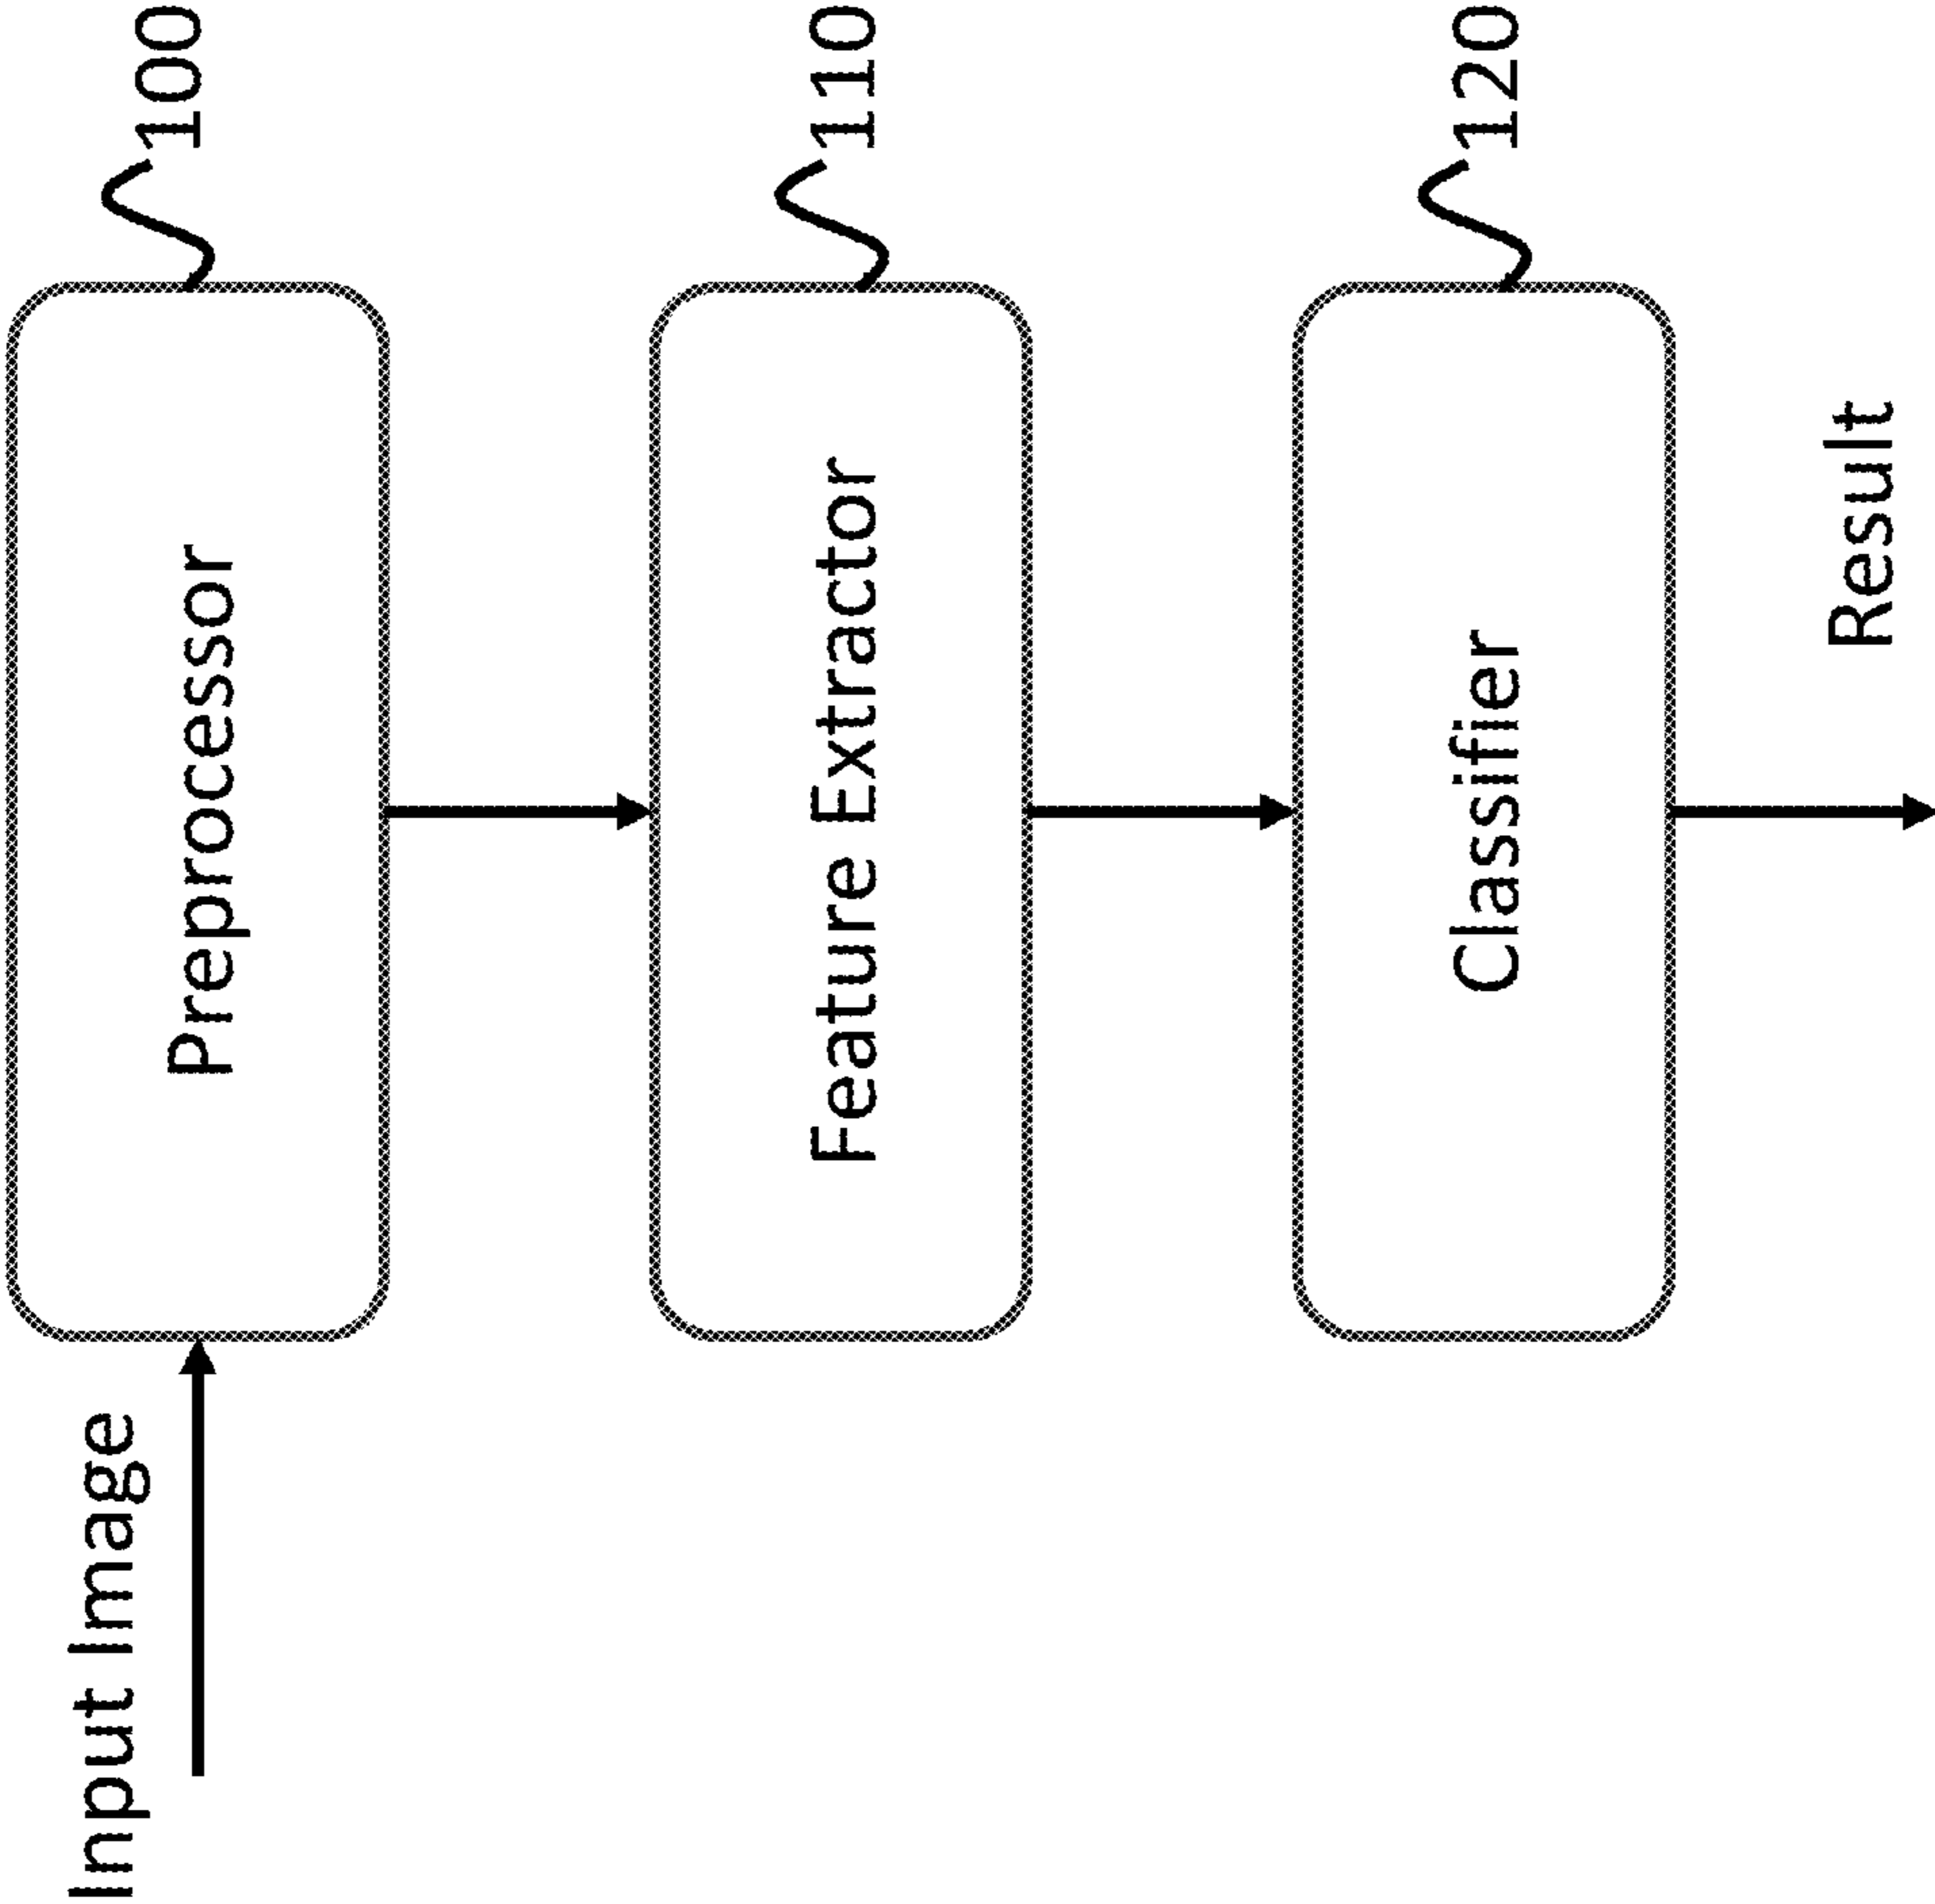 Input Image
Preprocessor
100
Feature Extractor
110
Classifier
120
Result